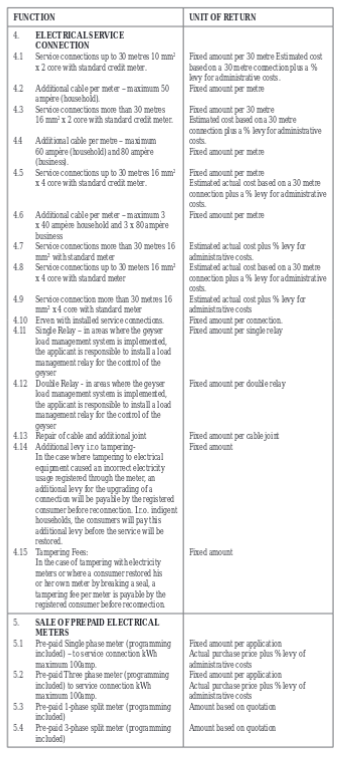 FUNCTION
UNIT OF RETURN
4. ELECTRICAL SERVICE
CONNECTION
4.1 Service connections up to 30 metres 10 mm²
x 2 core with standard credit meter.
Fixed amount per 30 metre Estimated cost
based on a 30 metre connection plus a %
levy for administrative costs.
4.2 Additional cable per meter – maximum 50
ampère (household).
Fixed amount per metre
4.3 Service connections more than 30 metres
16 mm² x 2 core with standard credit meter.
Fixed amount per 30 metre
Estimated cost based on a 30 metre
connection plus a % levy for administrative
costs.
4.4 Additional cable per metre – maximum
60 ampère (household) and 80 ampère
(business).
Fixed amount per metre
4.5 Service connections up to 30 metres 16 mm²
x 4 core with standard credit meter.
Fixed amount per metre
Estimated actual cost based on a 30 metre
connection plus a % levy for administrative
costs.
4.6 Additional cable per meter – maximum 3
x 40 ampère household and 3 x 80 ampère
business
Fixed amount per metre
4.7 Service connections more than 30 metres 16
mm² with standard meter
Estimated actual cost plus % levy for
administrative costs.
4.8 Service connections up to 30 meters 16 mm²
x 4 core with standard meter
Estimated actual cost based on a 30 metre
connection plus a % levy for administrative
costs.
4.9 Service connection more than 30 metres 16
mm² x 4 core with standard meter
Estimated actual cost plus % levy for
administrative costs
4.10 Erven with installed service connections.
Fixed amount per connection.
4.11 Single Relay – in areas where the geyser
load management system is implemented,
the applicant is responsible to install a load
management relay for the control of the
geyser
Fixed amount per single relay
4.12 Double Relay – in areas where the geyser
load management system is implemented,
the applicant is responsible to install a load
management relay for the control of the
geyser
Fixed amount per double relay
4.13 Repair of cable and additional joint
Fixed amount per cable joint
4.14 Additional levy i.r.o tampering-
In the case where tampering to electrical
equipment caused an incorrect electricity
usage registered through the meter, an
additional levy for the upgrading of a
connection will be payable by the registered
consumer before reconnection. I.r.o. indigent
households, the consumers will pay this
additional levy before the service will be
restored.
Fixed amount
4.15 Tampering Fees:
In the case of tampering with electricity
meters or where a consumer restored his
or her own meter by breaking a seal, a
tampering fee per meter is payable by the
registered consumer before reconnection.
Fixed amount
5. SALE OF PREPAID ELECTRICAL
METERS
5.1 Pre-paid Single phase meter (programming
included) – to service connection kWh
maximum 100amp.
Fixed amount per application
Actual purchase price plus % levy of
administrative costs
5.2 Pre-paid Three phase meter (programming
included) to service connection kWh
maximum 100amp.
Fixed amount per application
Actual purchase price plus % levy of
administrative costs
5.3 Pre-paid 1-phase split meter (programming
included)
Amount based on quotation
5.4 Pre-paid 3-phase split meter (programming
included)
Amount based on quotation